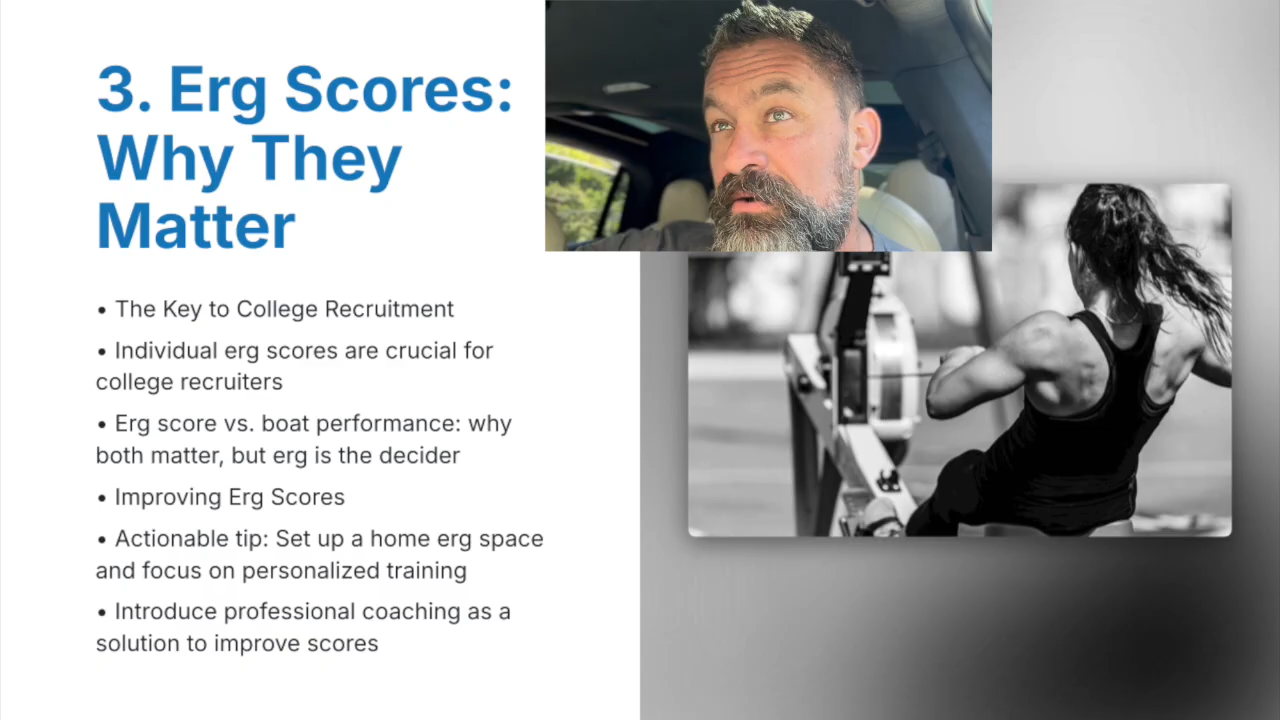 3. Erg Scores:
Why They
Matter
• The Key to College Recruitment
• Individual erg scores are crucial for
college recruiters
• Erg score vs. boat performance: why
both matter, but erg is the decider
• Improving Erg Scores
• Actionable tip: Set up a home erg space
and focus on personalized training
• Introduce professional coaching as a
solution to improve scores